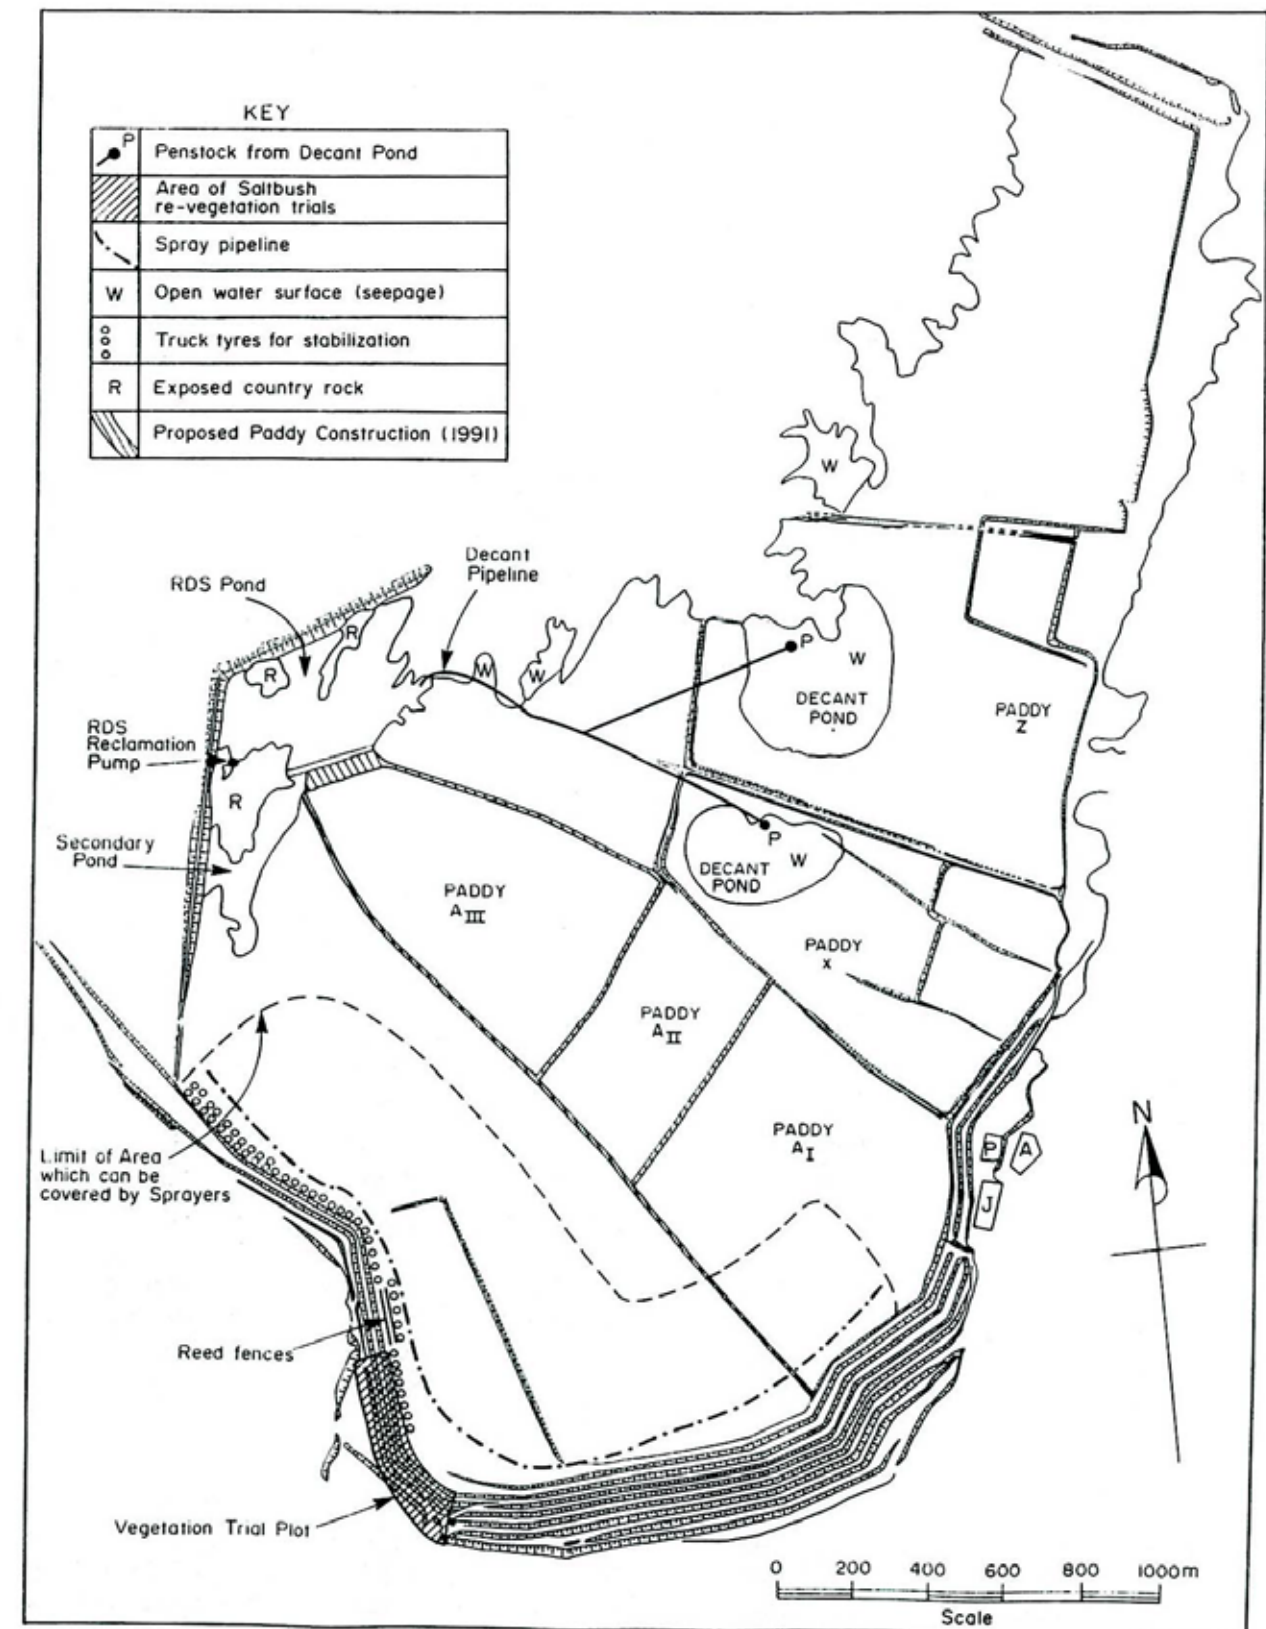 KEY
P
Penstock from Decant Pond
Area of Saltbush
re-vegetation trials
Spray pipeline
W
Open water surface (seepage)
Truck tyres for stabilization
R
Exposed country rock
Proposed Paddy Construction (1991)
W
Decant
Pipeline
RDS Pond
R
R
W
W
P
W
DECANT
POND
PADDY
Z
RDS
Reclamation
Pump
R
P
W
DECANT
POND
Secondary
Pond
PADDY
A III
PADDY
X
PADDY
A II
PADDY
A I
N
P
A
J
Limit of Area
which can be
covered by Sprayers
Reed fences
Vegetation Trial Plot
0 200 400 600 800 1000m
Scale